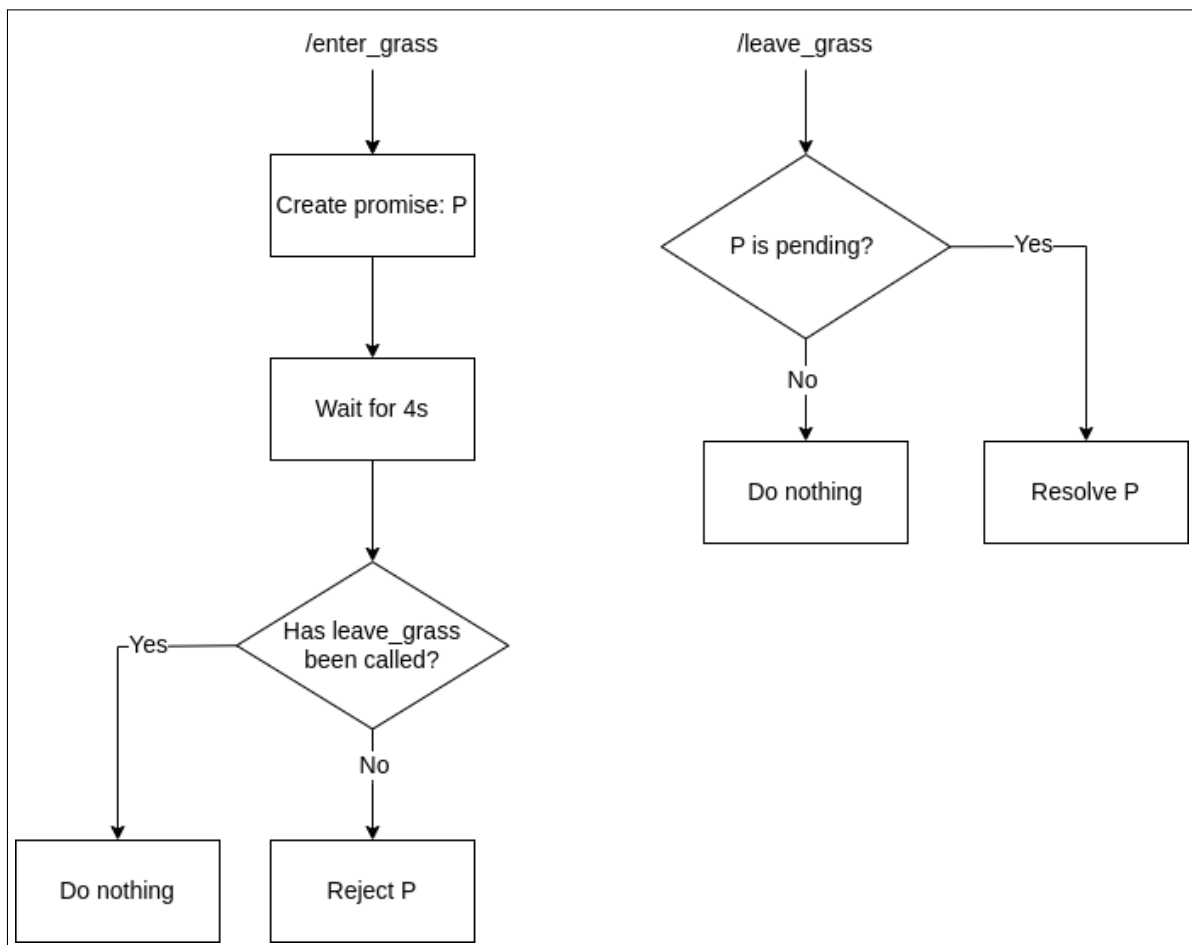 /enter_grass
Create promise: P
Wait for 4s
Has leave_grass
been called?
Yes
No
Do nothing
Reject P
/leave_grass
P is pending?
Yes
No
Do nothing
Resolve P